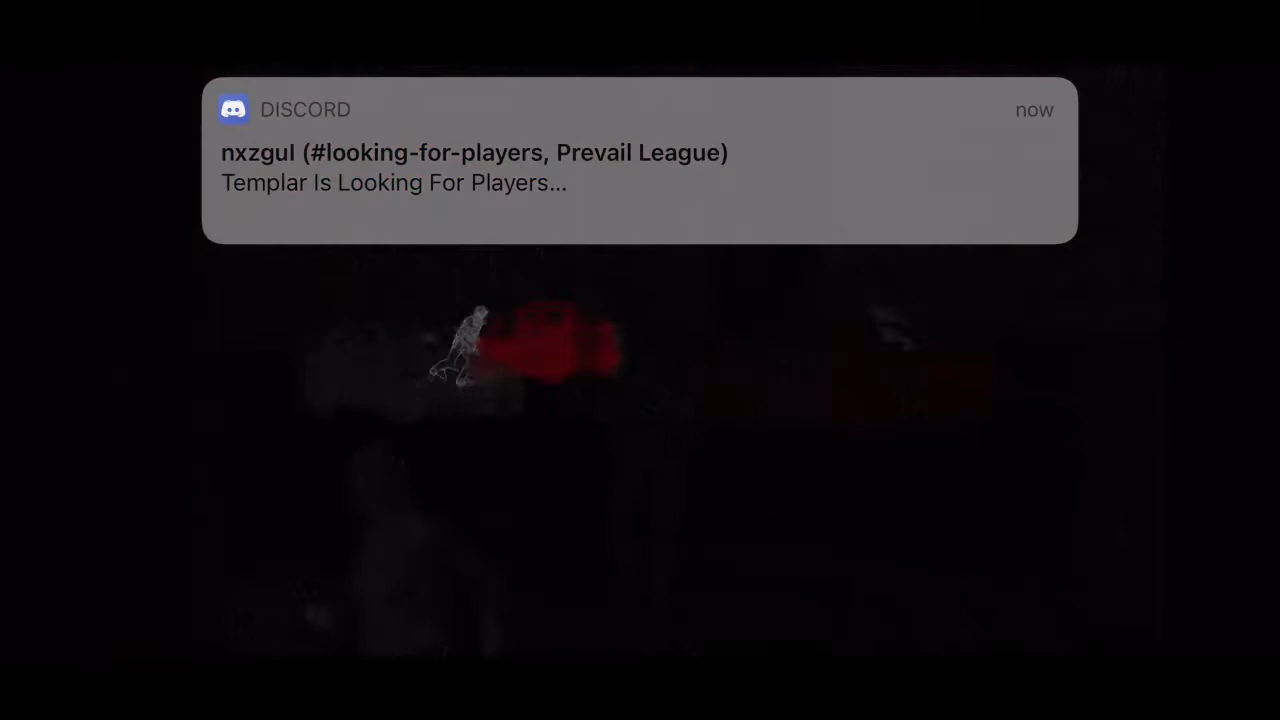 DISCORD
now
nxzgul (#looking-for-players, Prevail League)
Templar Is Looking For Players...